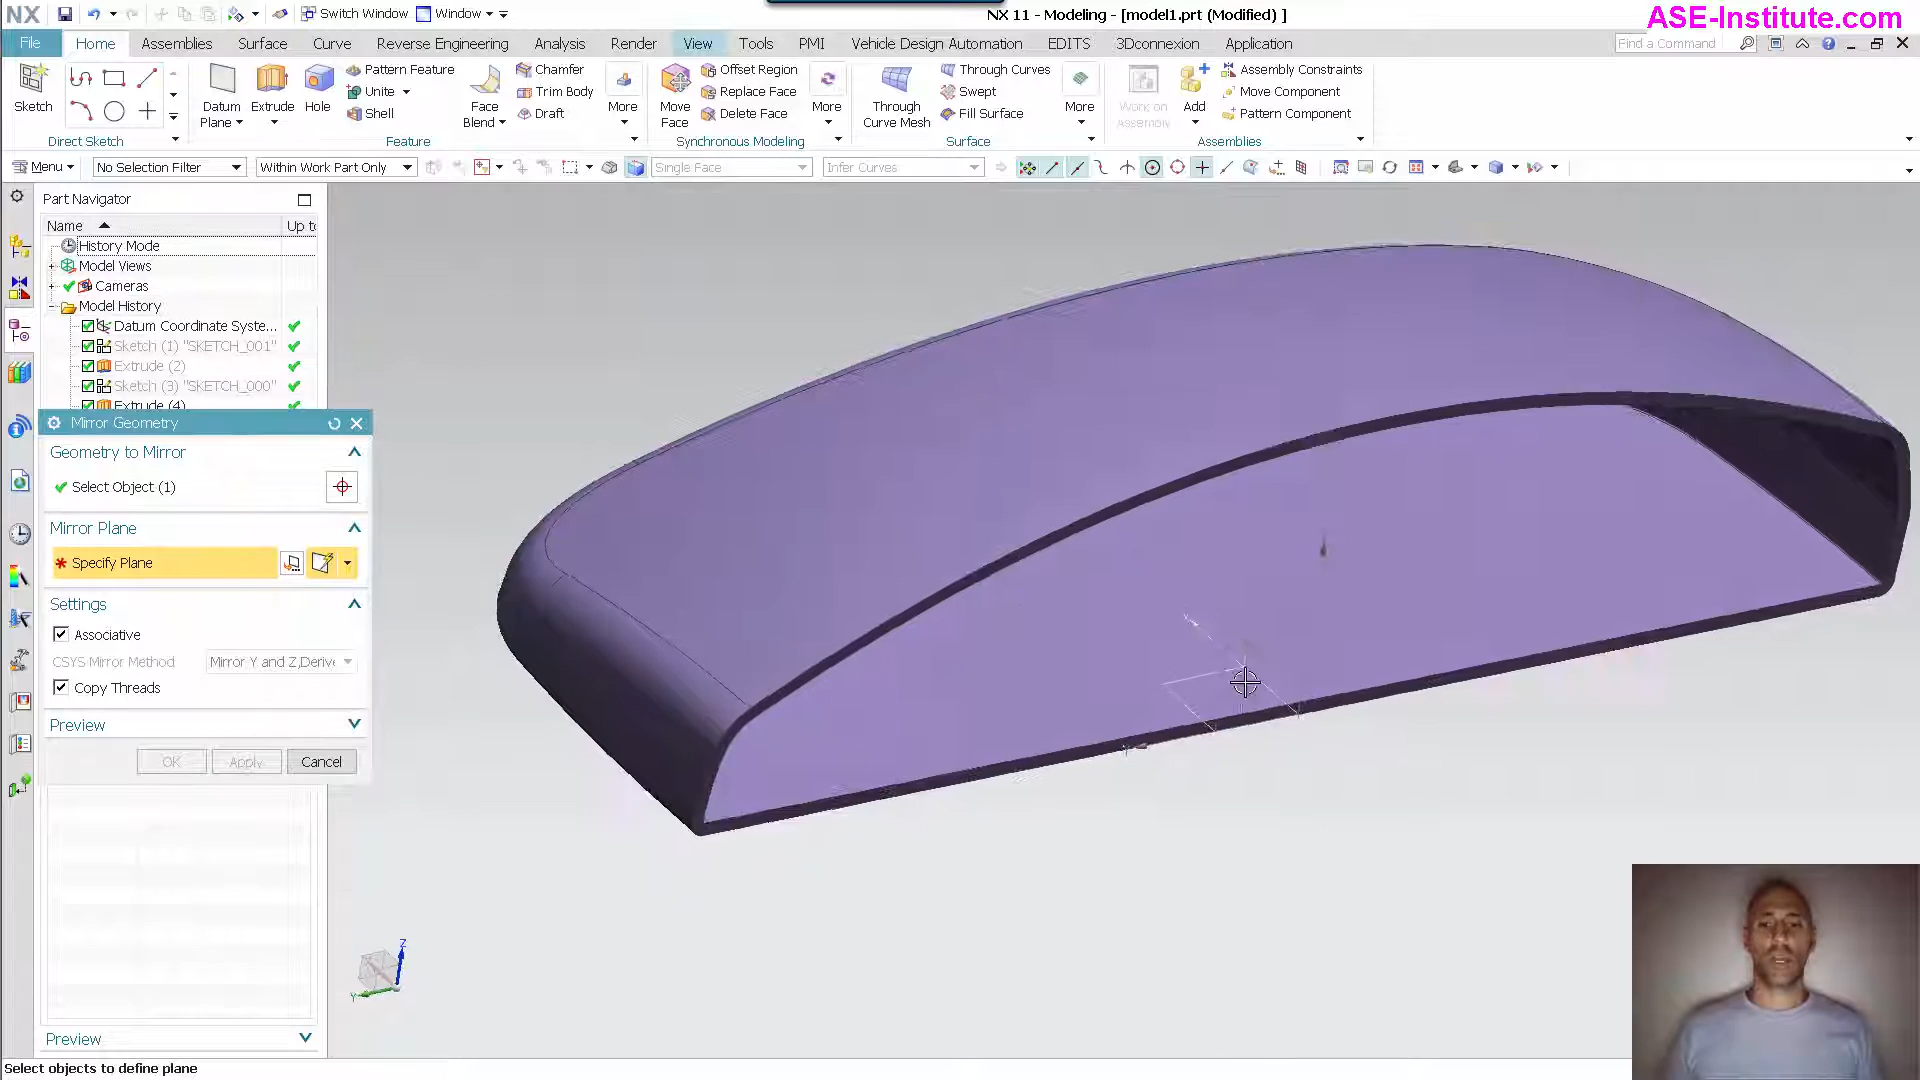 NX
Switch Window
Window
NX 11 - Modeling - [model1.prt (Modified) ]
ASE-Institute.com
File
Home
Assemblies
Surface
Curve
Reverse Engineering
Analysis
Render
View
Tools
PMI
Vehicle Design Automation
EDITS
3Dconnexion
Application
Find a Command
Sketch
Direct Sketch
Datum
Plane
Extrude
Hole
Pattern Feature
Unite
Shell
Face
Blend
Chamfer
Trim Body
Draft
More
Feature
Move
Face
Offset Region
Replace Face
Delete Face
More
Synchronous Modeling
Through
Curve Mesh
Through Curves
Swept
Fill Surface
More
Surface
Work on
Assembly
Add
Assembly Constraints
Move Component
Pattern Component
Assemblies
Menu
No Selection Filter
Within Work Part Only
Single Face
Infer Curves
Part Navigator
Name
Up to
History Mode
Model Views
Cameras
Model History
Datum Coordinate Syste...
Sketch (1) "SKETCH_001"
Extrude (2)
Sketch (3) "SKETCH_000"
Extrude (4)
Mirror Geometry
Geometry to Mirror
Select Object (1)
Mirror Plane
* Specify Plane
Settings
Associative
CSYS Mirror Method
Mirror Y and Z,Derive
Copy Threads
Preview
OK
Apply
Cancel
Z
Y
Preview
Select objects to define plane